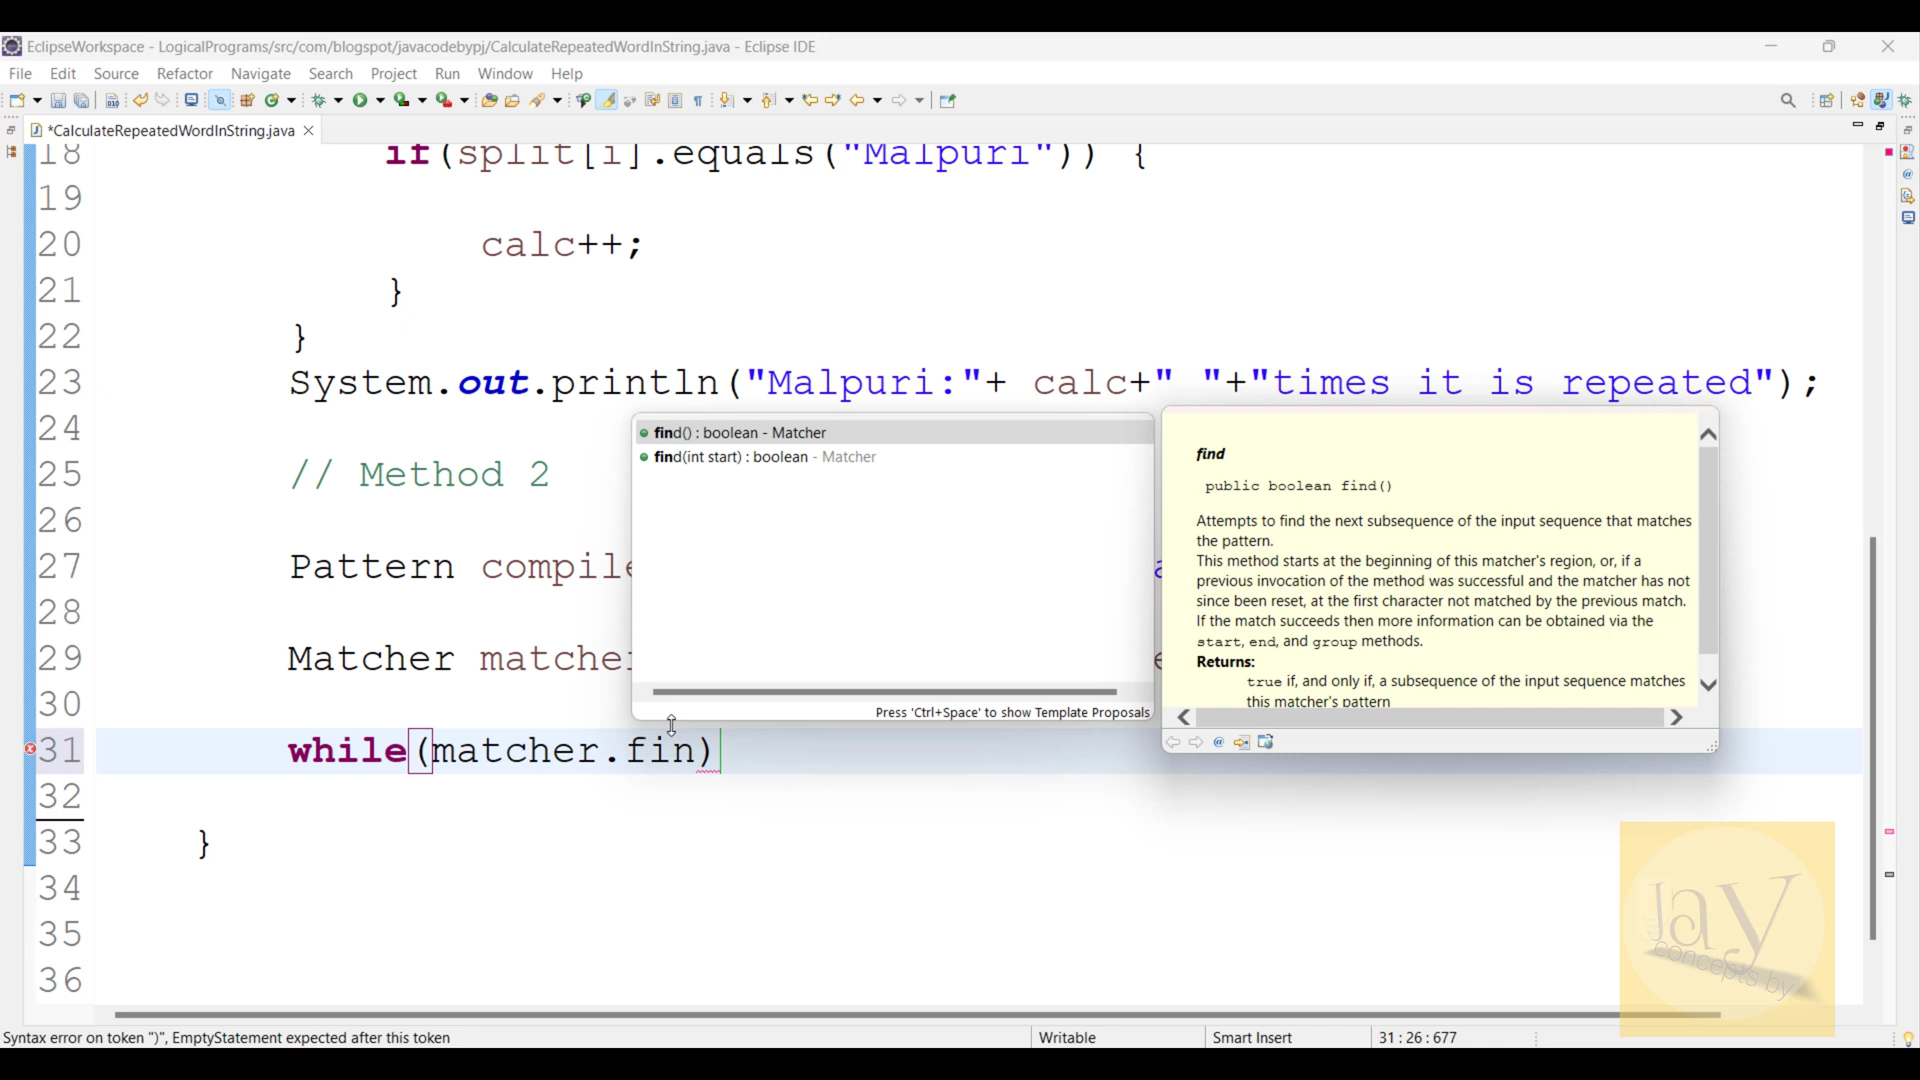 EclipseWorkspace - LogicalPrograms/src/com/blogspot/javacodebypj/CalculateRepeatedWordInString.java - Eclipse IDE
File Edit Source Refactor Navigate Search Project Run Window Help
*CalculateRepeatedWordInString.java
18 if(split[i].equals("Malpuri")) {
19
20 calc++;
21 }
22 }
23 System.out.println("Malpuri:"+ calc+" "+"times it is repeated");
24
25 // Method 2
26
27 Pattern compile
28
29 Matcher matcher
30
31 while(matcher.fin)
32
33 }
34
35
36
find() : boolean - Matcher
find(int start) : boolean - Matcher
Press 'Ctrl+Space' to show Template Proposals
find
public boolean find()
Attempts to find the next subsequence of the input sequence that matches
the pattern.
This method starts at the beginning of this matcher's region, or, if a
previous invocation of the method was successful and the matcher has not
since been reset, at the first character not matched by the previous match.
If the match succeeds then more information can be obtained via the
start, end, and group methods.
Returns:
true if, and only if, a subsequence of the input sequence matches
this matcher's pattern
Jay
concepts by
Syntax error on token ")", EmptyStatement expected after this token
Writable
Smart Insert
31 : 26 : 677